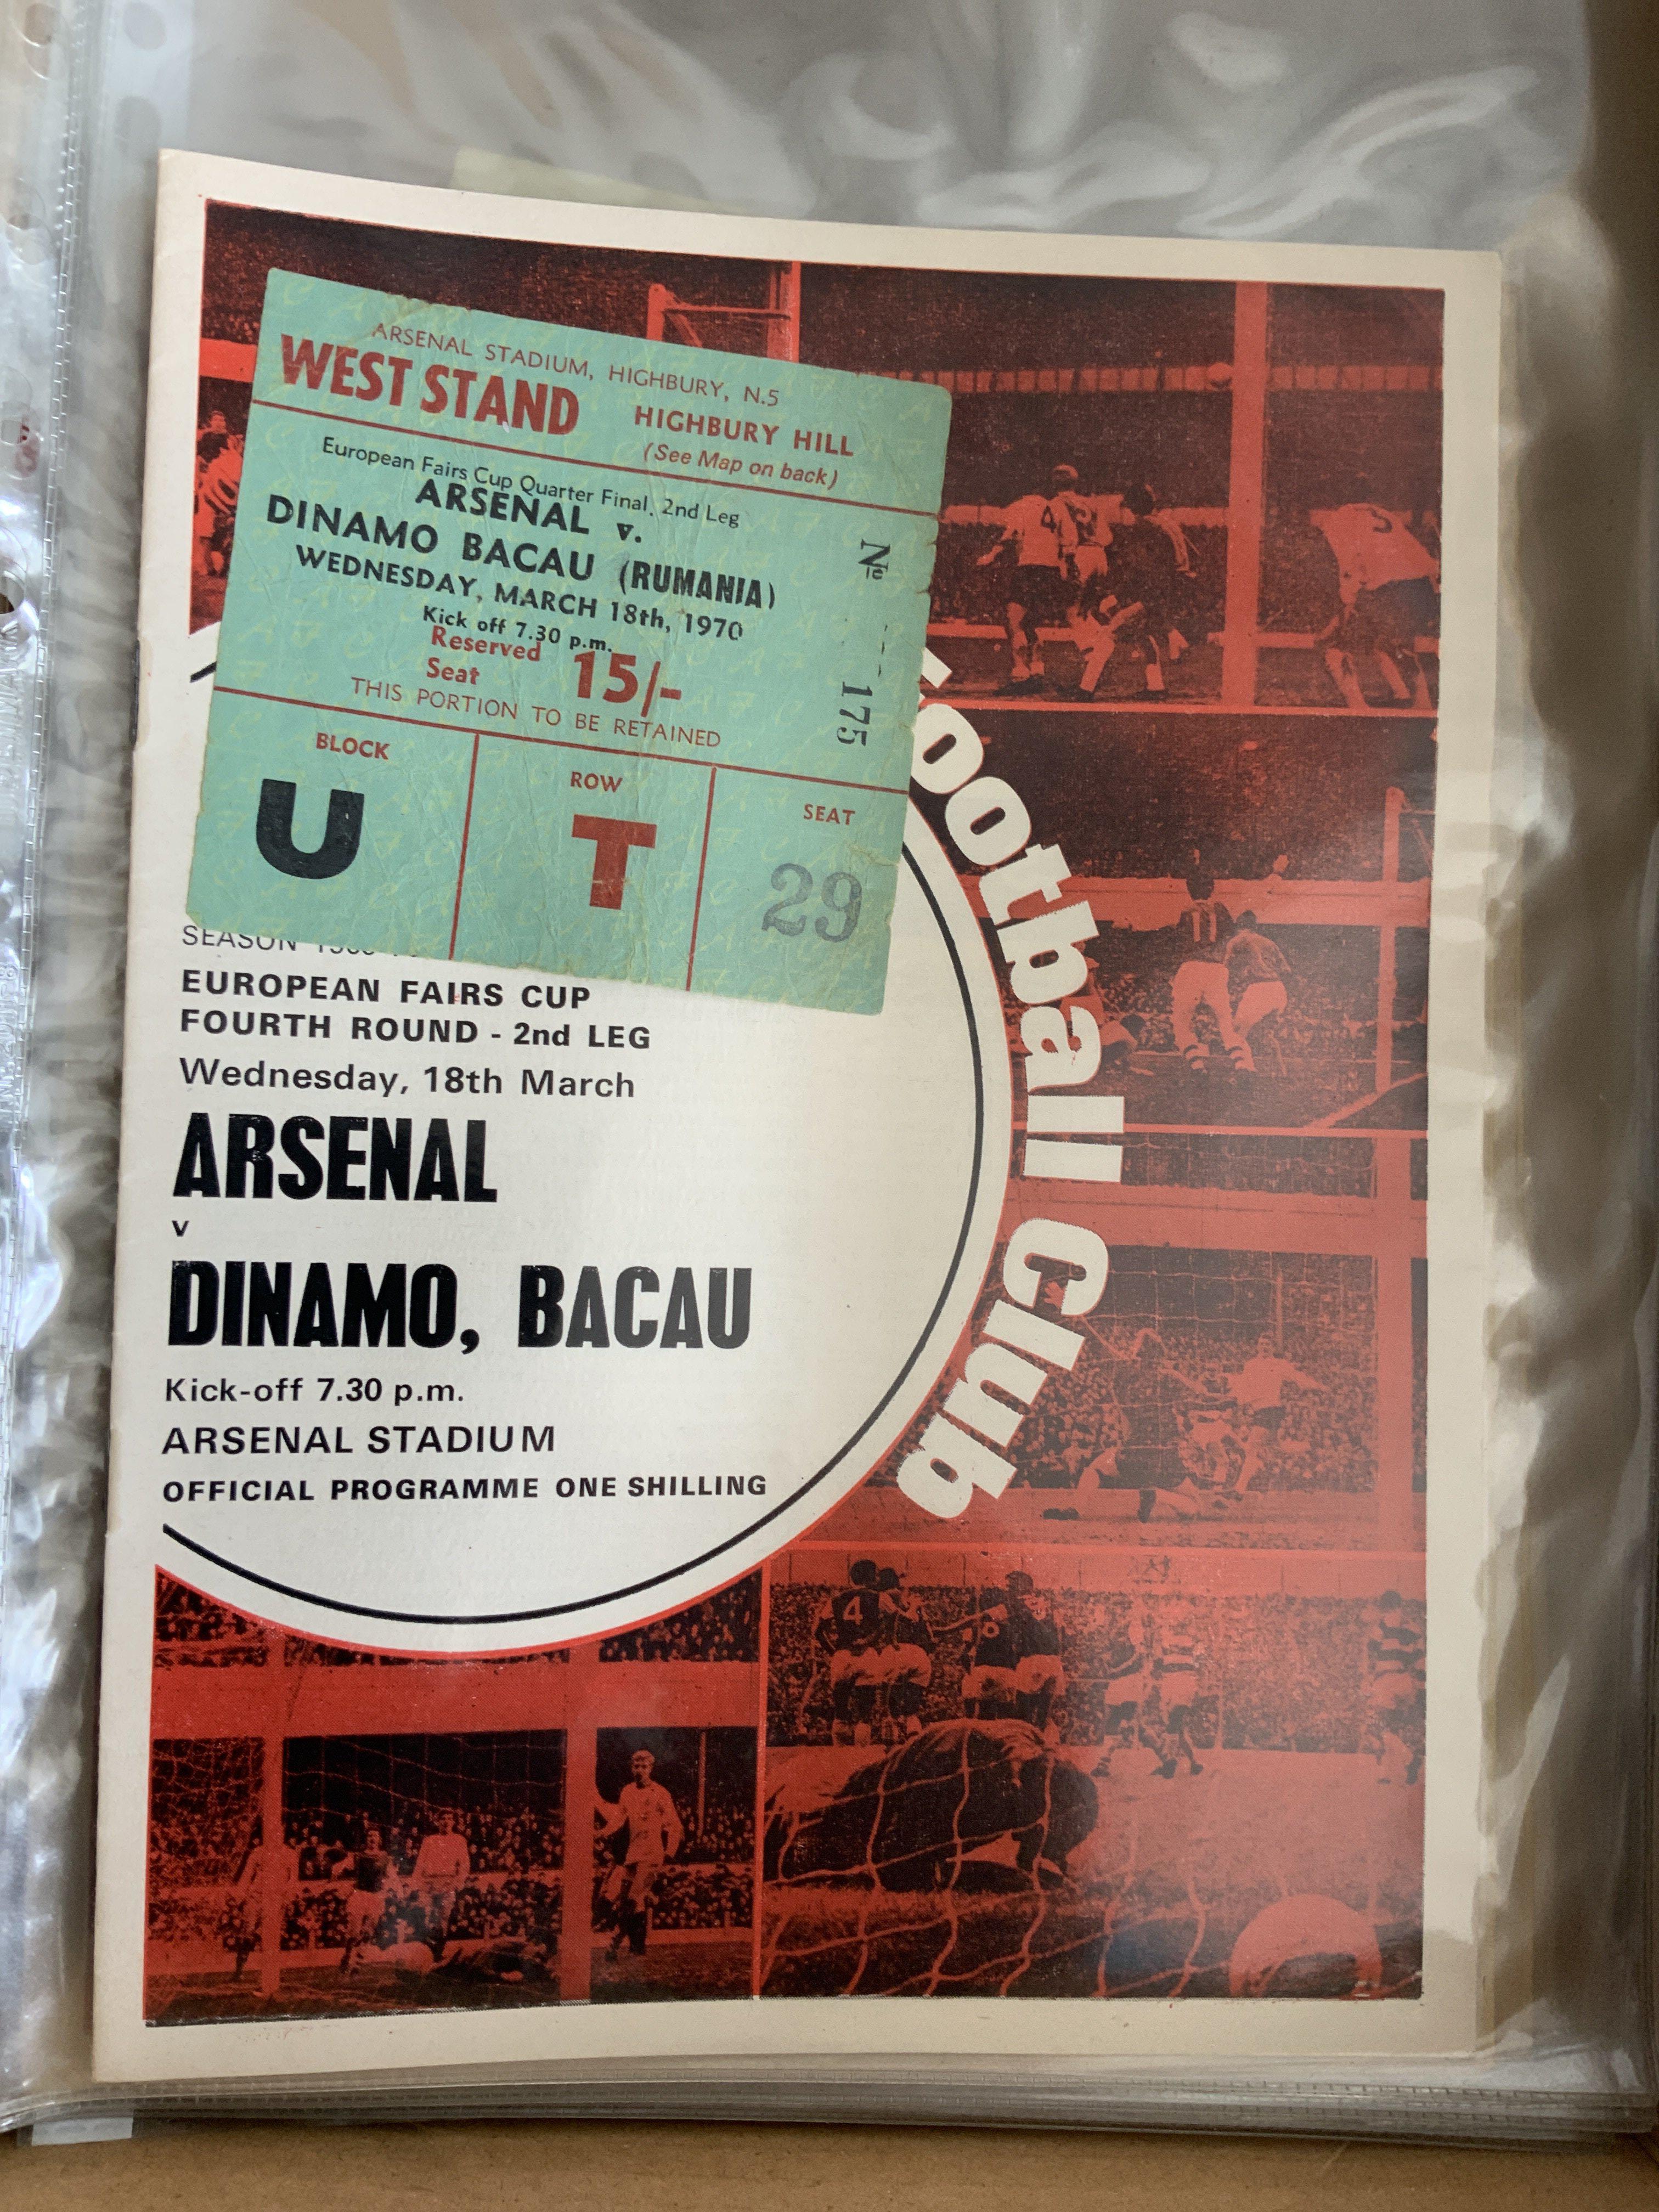 ARSENAL STADIUM, HIGHBURY, N.5
WEST STAND
HIGHBURY HILL
(See Map on back)
European Fairs Cup Quarter Final, 2nd Leg
ARSENAL v.
DINAMO BACAU (RUMANIA)
WEDNESDAY, MARCH 18th, 1970
Kick off 7.30 p.m.
Reserved
Seat
15/-
THIS PORTION TO BE RETAINED
No
175
BLOCK
U
ROW
T
SEAT
29
SEASON
EUROPEAN FAIRS CUP
FOURTH ROUND - 2nd LEG
Wednesday, 18th March
ARSENAL
v
DINAMO, BACAU
Kick-off 7.30 p.m.
ARSENAL STADIUM
OFFICIAL PROGRAMME ONE SHILLING
football club